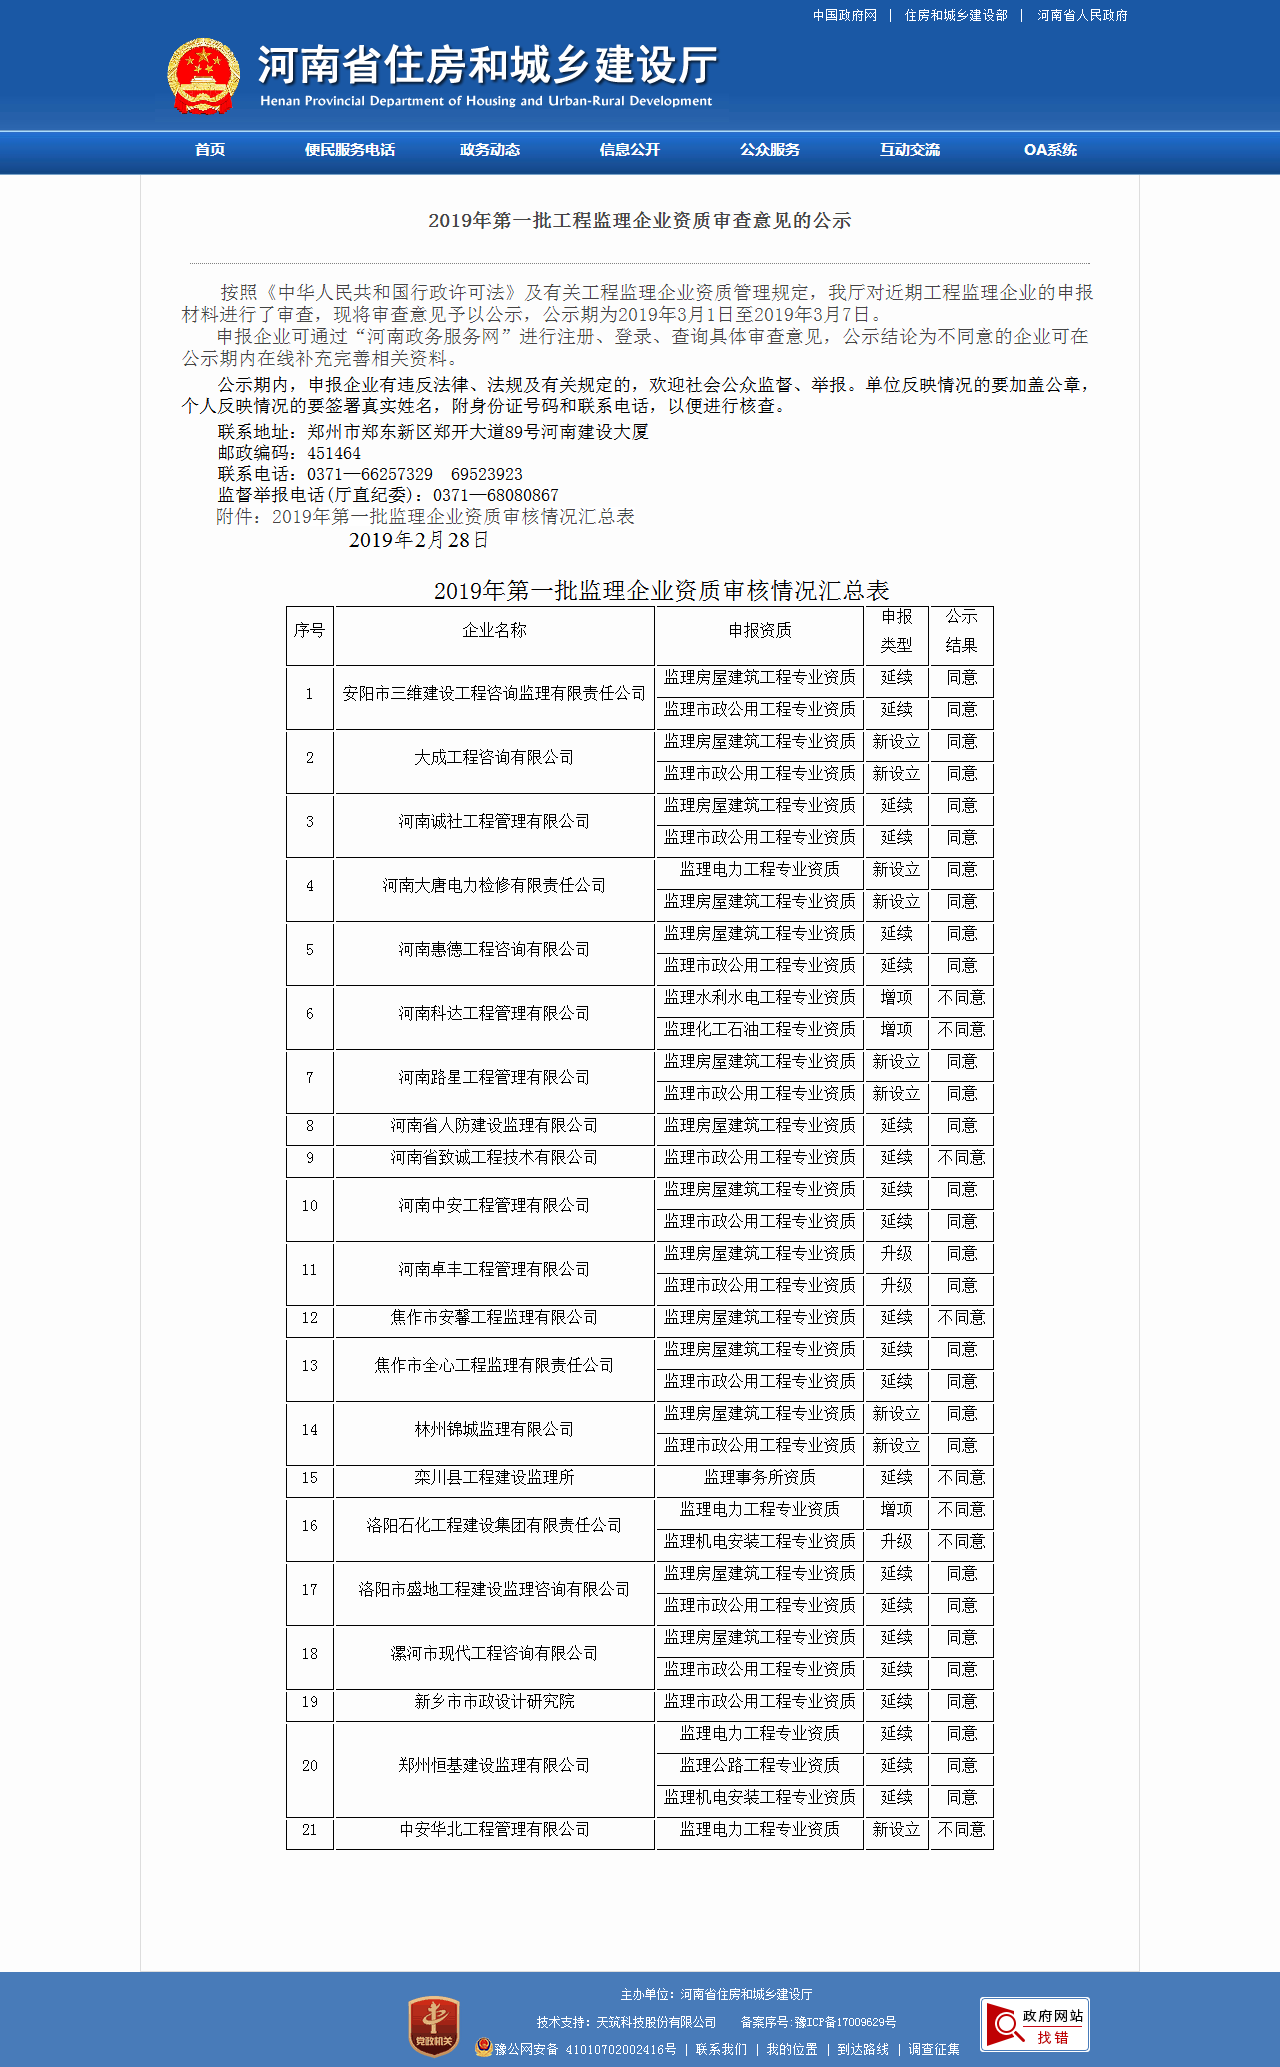 中国政府网 | 住房和城乡建设部 | 河南省人民政府
河南省住房和城乡建设厅
Henan Provincial Department of Housing and Urban-Rural Development
首页 便民服务电话 政务动态 信息公开 公众服务 互动交流 OA系统
2019年第一批工程监理企业资质审查意见的公示
按照《中华人民共和国行政许可法》及有关工程监理企业资质管理规定，我厅对近期工程监理企业的申报
材料进行了审查，现将审查意见予以公示，公示期为2019年3月1日至2019年3月7日。
申报企业可通过“河南政务服务网”进行注册、登录、查询具体审查意见，公示结论为不同意的企业可在
公示期内在线补充完善相关资料。
公示期内，申报企业有违反法律、法规及有关规定的，欢迎社会公众监督、举报。单位反映情况的要加盖公章，
个人反映情况的要签署真实姓名，附身份证号码和联系电话，以便进行核查。
联系地址：郑州市郑东新区郑开大道89号河南建设大厦
邮政编码：451464
联系电话：0371—66257329 69523923
监督举报电话(厅直纪委)：0371—68080867
附件：2019年第一批监理企业资质审核情况汇总表
2019年2月28日
2019年第一批监理企业资质审核情况汇总表
序号 企业名称 申报资质 申报类型 公示结果
1 安阳市三维建设工程咨询监理有限责任公司 监理房屋建筑工程专业资质 延续 同意
监理市政公用工程专业资质 延续 同意
2 大成工程咨询有限公司 监理房屋建筑工程专业资质 新设立 同意
监理市政公用工程专业资质 新设立 同意
3 河南诚社工程管理有限公司 监理房屋建筑工程专业资质 延续 同意
监理市政公用工程专业资质 延续 同意
4 河南大唐电力检修有限责任公司 监理电力工程专业资质 新设立 同意
监理房屋建筑工程专业资质 新设立 同意
5 河南惠德工程咨询有限公司 监理房屋建筑工程专业资质 延续 同意
监理市政公用工程专业资质 延续 同意
6 河南科达工程管理有限公司 监理水利水电工程专业资质 增项 不同意
监理化工石油工程专业资质 增项 不同意
7 河南路星工程管理有限公司 监理房屋建筑工程专业资质 新设立 同意
监理市政公用工程专业资质 新设立 同意
8 河南省人防建设监理有限公司 监理房屋建筑工程专业资质 延续 同意
9 河南省致诚工程技术有限公司 监理市政公用工程专业资质 延续 不同意
10 河南中安工程管理有限公司 监理房屋建筑工程专业资质 延续 同意
监理市政公用工程专业资质 延续 同意
11 河南卓丰工程管理有限公司 监理房屋建筑工程专业资质 升级 同意
监理市政公用工程专业资质 升级 同意
12 焦作市安馨工程监理有限公司 监理房屋建筑工程专业资质 延续 不同意
13 焦作市全心工程监理有限责任公司 监理房屋建筑工程专业资质 延续 同意
监理市政公用工程专业资质 延续 同意
14 林州锦城监理有限公司 监理房屋建筑工程专业资质 新设立 同意
监理市政公用工程专业资质 新设立 同意
15 栾川县工程建设监理所 监理事务所资质 延续 不同意
16 洛阳石化工程建设集团有限责任公司 监理电力工程专业资质 增项 不同意
监理机电安装工程专业资质 升级 不同意
17 洛阳市盛地工程建设监理咨询有限公司 监理房屋建筑工程专业资质 延续 同意
监理市政公用工程专业资质 延续 同意
18 漯河市现代工程咨询有限公司 监理房屋建筑工程专业资质 延续 同意
监理市政公用工程专业资质 延续 同意
19 新乡市市政设计研究院 监理市政公用工程专业资质 延续 同意
20 郑州恒基建设监理有限公司 监理电力工程专业资质 延续 同意
监理公路工程专业资质 延续 同意
监理机电安装工程专业资质 延续 同意
21 中安华北工程管理有限公司 监理电力工程专业资质 新设立 不同意
党政机关
主办单位：河南省住房和城乡建设厅
技术支持：天筑科技股份有限公司 备案序号:豫ICP备17009629号
豫公网安备 41010702002416号 | 联系我们 | 我的位置 | 到达路线 | 调查征集
政府网站
找错